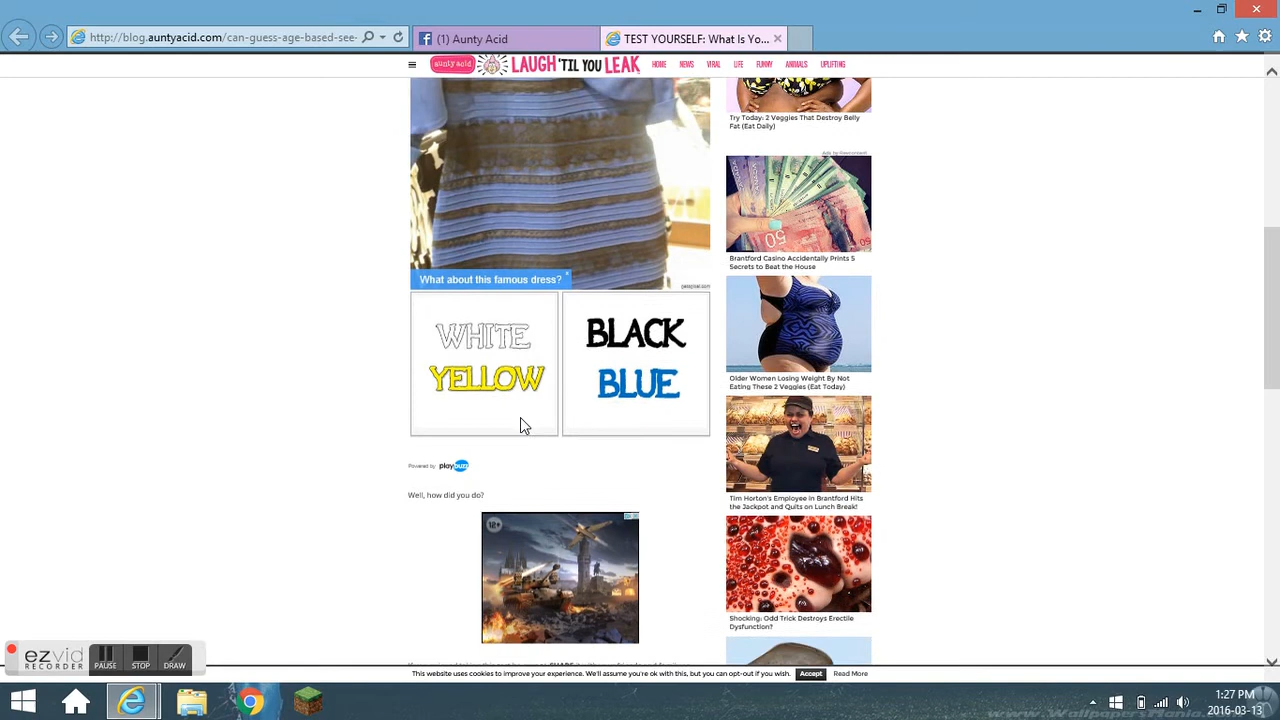 http://blog.auntyacid.com/can-guess-age-based-see-
(1) Aunty Acid
TEST YOURSELF: What Is Yo...
auntyacid
LAUGH 'TIL YOU LEAK
HOME
NEWS
VIRAL
LIFE
FUNNY
ANIMALS
UPLIFTING
What about this famous dress?
WHITE
YELLOW
BLACK
BLUE
Powered by playbuzz
Well, how did you do?
12+
Try Today: 2 Veggies That Destroy Belly
Fat (Eat Daily)
50
Brantford Casino Accidentally Prints 5
Secrets to Beat the House
Older Women Losing Weight By Not
Eating These 2 Veggies (Eat Today)
Tim Horton's Employee In Brantford Hits
the Jackpot and Quits on Lunch Break!
Shocking: Odd Trick Destroys Erectile
Dysfunction?
ezvid
RECORDER
PAUSE
STOP
DRAW
This website uses cookies to improve your experience. We'll assume you're ok with this, but you can opt-out if you wish.
Accept
Read More
1:27 PM
2016-03-13